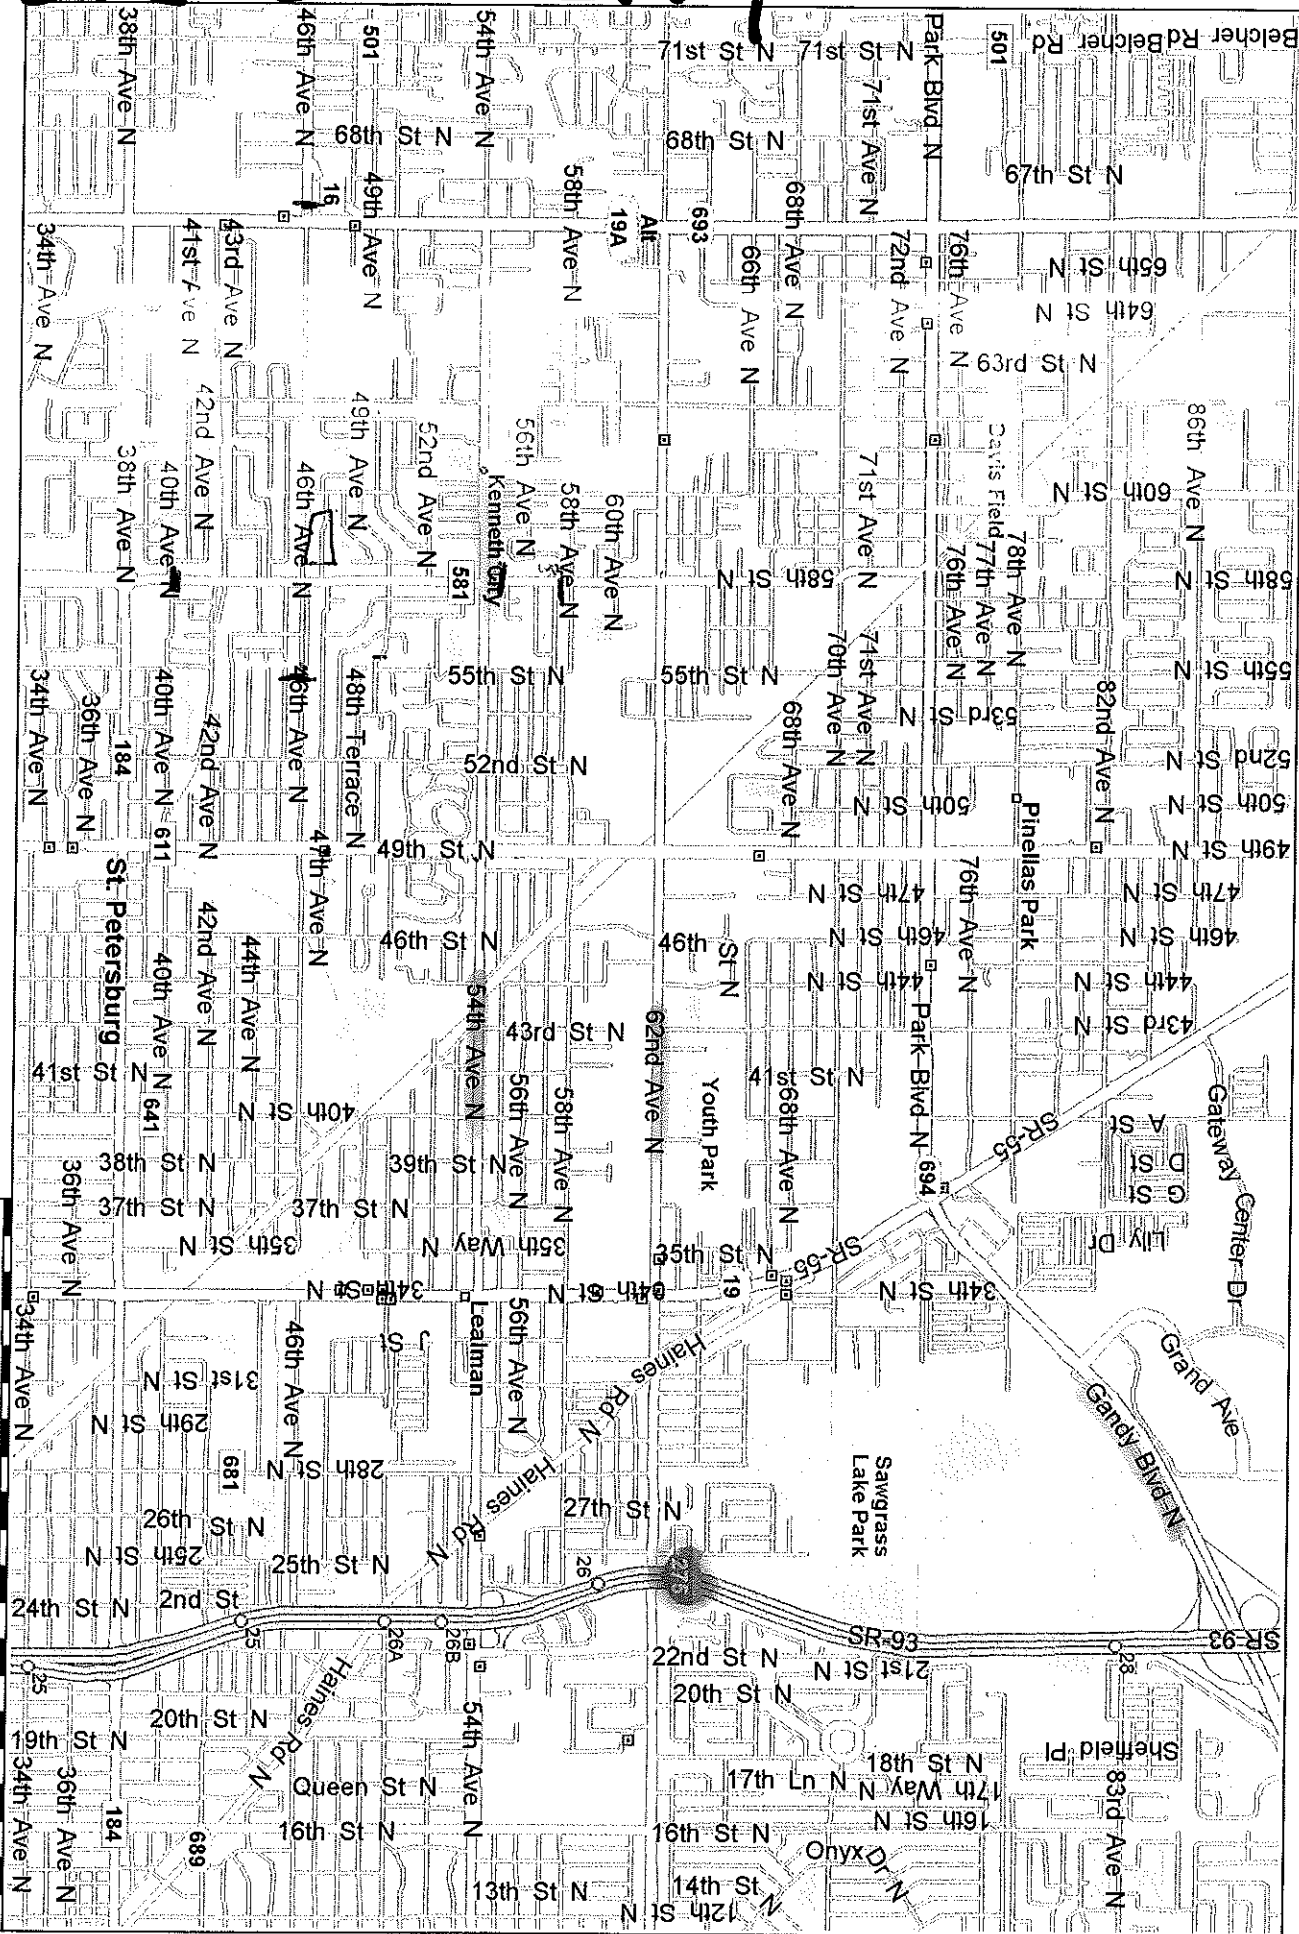 38th Ave N
46th Ave N
501
54th Ave N
71st St N
71st St N
Park Blvd N
501
Belcher Rd
Belcher Rd
68th St N
68th St N
71st Ave N
67th St N
16
49th Ave N
58th Ave N
Alt
19A
693
68th Ave N
34th Ave N
41st Ave N
43rd Ave N
66th Ave N
72nd Ave N
76th Ave N
65th St N
64th St N
63rd St N
42nd Ave N
49th Ave N
52nd Ave N
56th Ave N
86th Ave N
38th Ave N
40th Ave N
46th Ave N
Kenneth City
58th Ave N
60th Ave N
71st Ave N
Davis Field
60th St N
581
58th St N
76th Ave N
77th Ave N
78th Ave N
58th St N
34th Ave N
36th Ave N
40th Ave N
46th Ave N
48th Terrace N
55th St N
55th St N
70th Ave N
71st Ave N
55th St N
184
42nd Ave N
68th Ave N
53rd St N
82nd Ave N
52nd St N
52nd St N
50th St N
Pinellas Park
50th St N
611
47th Ave N
49th St N
49th St N
St. Petersburg
47th St N
76th Ave N
47th St N
42nd Ave N
44th Ave N
46th St N
46th St N
46th St N
46th St N
40th Ave N
44th St N
44th St N
54th Ave N
43rd St N
62nd Ave N
Park Blvd N
43rd St N
41st St N
56th Ave N
58th Ave N
Youth Park
41st St N
68th Ave N
Gateway Center Dr
641
40th St N
SR-55
A St
36th Ave N
38th St N
39th St N
694
D St
37th St N
37th St N
G St
35th St N
35th Way N
35th St N
SR-55
Lily Dr
34th St N
34th St N
19
34th St N
34th Ave N
46th Ave N
J St
Lealman
56th Ave N
Haines Rd N
Grand Ave
31st St N
29th St N
Gandy Blvd N
681
28th St N
Haines Rd N
Sawgrass
Lake Park
26th St N
27th St N
25th St N
25th St N
26
275
24th St N
2nd St
25
26A
26B
SR-93
28
SR-93
25
Haines Rd N
22nd St N
21st St N
20th St N
54th Ave N
20th St N
19th St N
18th St N
Sheffield Pl
34th Ave N
36th Ave N
Queen St N
17th Ln N
17th Way N
83rd Ave N
184
689
16th St N
16th St N
16th St N
Onyx Dr N
13th St N
14th St N
12th St N